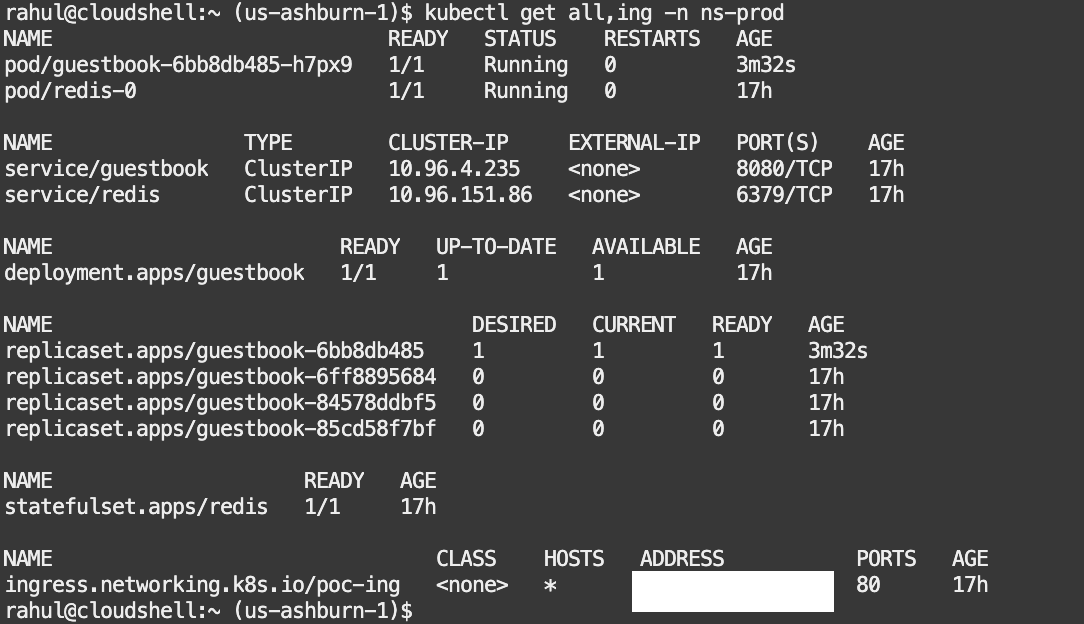 rahul@cloudshell:~ (us-ashburn-1)$ kubectl get all,ing -n ns-prod
NAME READY STATUS RESTARTS AGE
pod/guestbook-6bb8db485-h7px9 1/1 Running 0 3m32s
pod/redis-0 1/1 Running 0 17h
NAME TYPE CLUSTER-IP EXTERNAL-IP PORT(S) AGE
service/guestbook ClusterIP 10.96.4.235 <none> 8080/TCP 17h
service/redis ClusterIP 10.96.151.86 <none> 6379/TCP 17h
NAME READY UP-TO-DATE AVAILABLE AGE
deployment.apps/guestbook 1/1 1 1 17h
NAME DESIRED CURRENT READY AGE
replicaset.apps/guestbook-6bb8db485 1 1 1 3m32s
replicaset.apps/guestbook-6ff8895684 0 0 0 17h
replicaset.apps/guestbook-84578ddbf5 0 0 0 17h
replicaset.apps/guestbook-85cd58f7bf 0 0 0 17h
NAME READY AGE
statefulset.apps/redis 1/1 17h
NAME CLASS HOSTS ADDRESS PORTS AGE
ingress.networking.k8s.io/poc-ing <none> * 80 17h
rahul@cloudshell:~ (us-ashburn-1)$